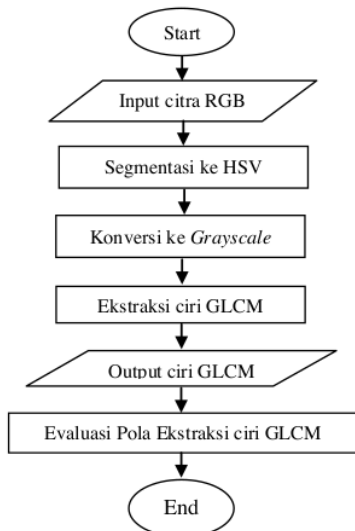 Start
Input citra RGB
Segmentasi ke HSV
Konversi ke Grayscale
Ekstraksi ciri GLCM
Output ciri GLCM
Evaluasi Pola Ekstraksi ciri GLCM
End